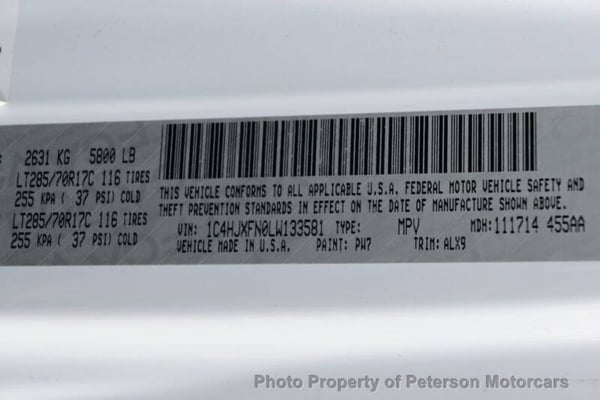 2631 KG 5800 LB
LT285/70R17C 116 TIRES
255 KPA ( 37 PSI) COLD
LT285/70R17C 116 TIRES
255 KPA ( 37 PSI) COLD
THIS VEHICLE CONFORMS TO ALL APPLICABLE U.S.A. FEDERAL MOTOR VEHICLE SAFETY AND
THEFT PREVENTION STANDARDS IN EFFECT ON THE DATE OF MANUFACTURE SHOWN ABOVE.
VIN: 1C4HJXFN0LW133581 TYPE: MPV MDH: 111714 455AA
VEHICLE MADE IN U.S.A. PAINT: PW7 TRIM: ALX9
Photo Property of Peterson Motorcars